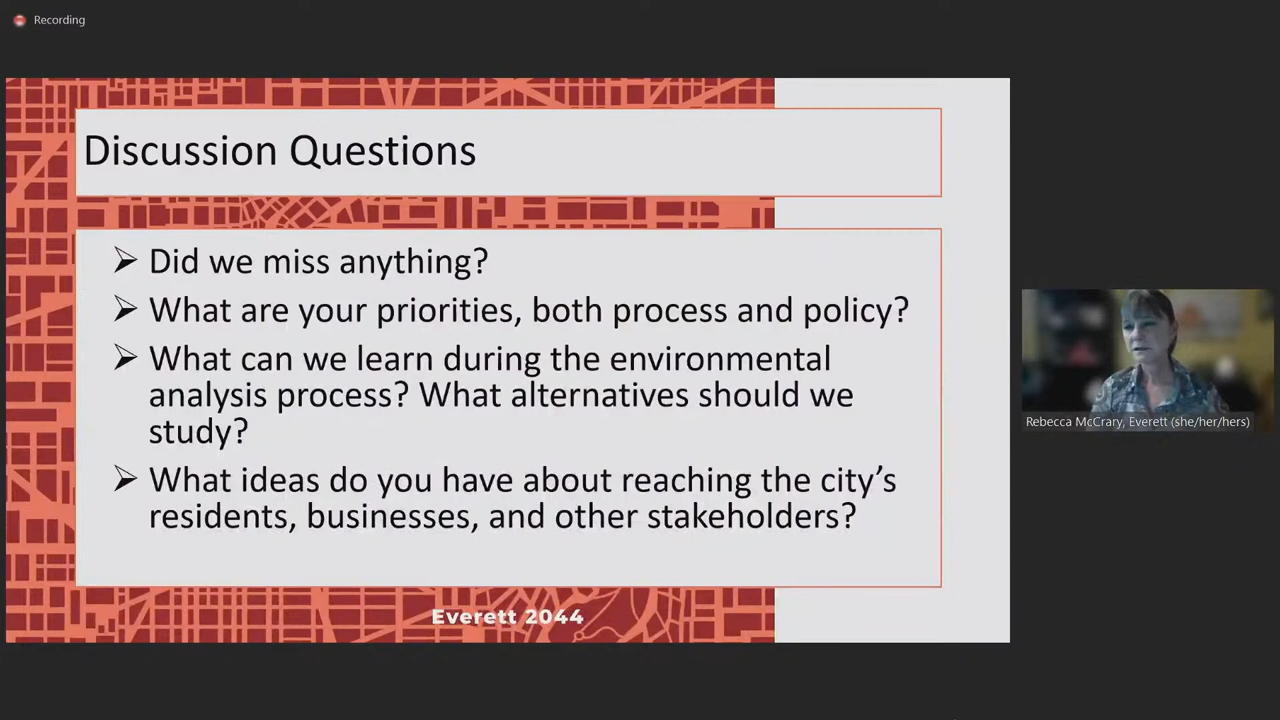 Recording
Discussion Questions
➢ Did we miss anything?
➢ What are your priorities, both process and policy?
➢ What can we learn during the environmental
analysis process? What alternatives should we
study?
➢ What ideas do you have about reaching the city’s
residents, businesses, and other stakeholders?
Everett 2044
Rebecca McCrary, Everett (she/her/hers)